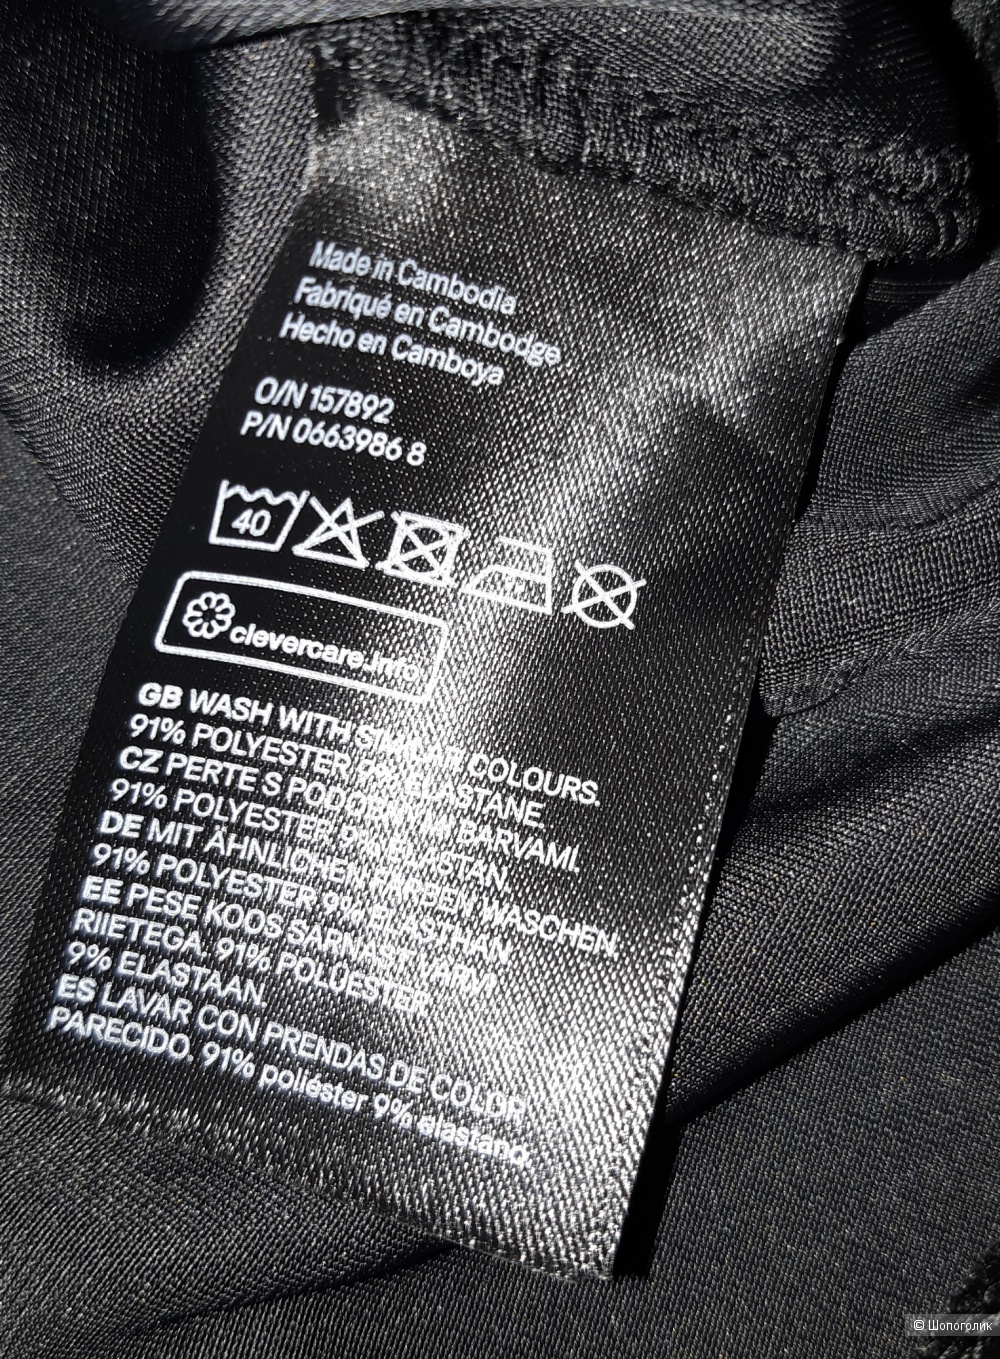 Made in Cambodia
Fabriqué en Cambodge
Hecho en Camboya
O/N 157892
P/N 0663986 8
40
clevercare.info
GB WASH WITH SIMILAR COLOURS.
91% POLYESTER 9% ELASTANE.
CZ PERTE S PODOBNÝMI BARVAMI.
91% POLYESTER, 9% ELASTAN,
DE MIT ÄHNLICHEN FARBEN WASCHEN,
91% POLYESTER 9% ELASTHAN
EE PESE KOOS SARNAST VÄRVI
RIIETEGA. 91% POLÜESTER
9% ELASTAAN.
ES LAVAR CON PRENDAS DE COLOR
PARECIDO. 91% poliéster 9% elastano.
© Шопоголик